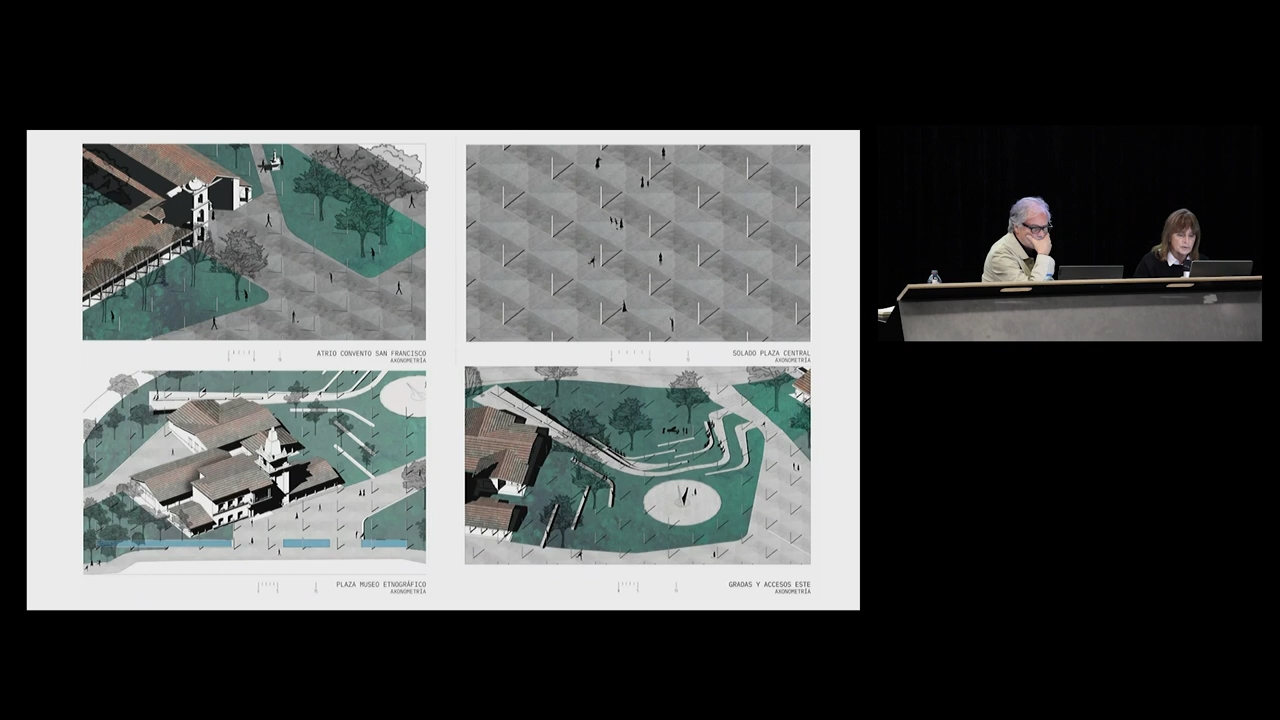 ATRIO CONVENTO SAN FRANCISCO
AXONOMETRÍA
SOLADO PLAZA CENTRAL
AXONOMETRÍA
PLAZA MUSEO ETNOGRÁFICO
AXONOMETRÍA
GRADAS Y ACCESOS ESTE
AXONOMETRÍA